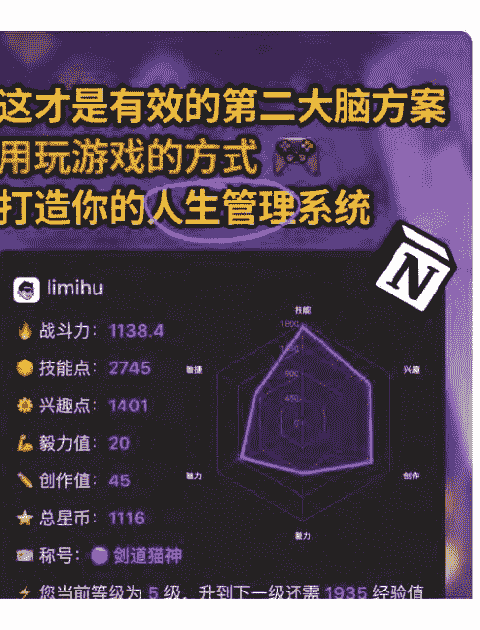 这才是有效的第二大脑方案
用玩游戏的方式
打造你的人生管理系统
N
limihu
战斗力：1138.4
技能点：2745
兴趣点：1401
毅力值：20
创作值：45
总星币：1116
称号：剑道猫神
您当前等级为 5 级，升到下一级还需 1935 经验值
技能
1800
900
450
敏捷
兴趣
脑力
创作
毅力